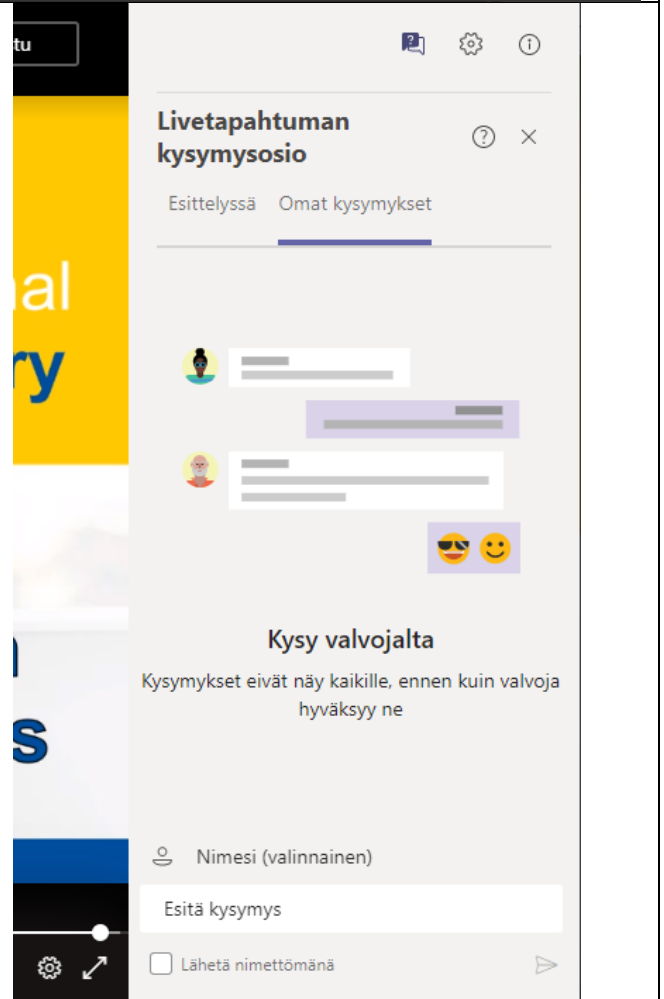 tu
Livetapahtuman
kysymysosio
Esittelyssä Omat kysymykset
al
ry
s
Kysy valvojalta
Kysymykset eivät näy kaikille, ennen kuin valvoja
hyväksyy ne
Nimesi (valinnainen)
Esitä kysymys
Lähetä nimettömänä